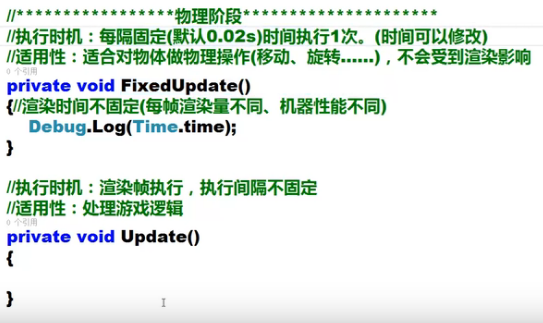 //*****************物理阶段*********************
//执行时机：每隔固定(默认0.02s)时间执行1次。(时间可以修改)
//适用性：适合对物体做物理操作(移动、旋转……)，不会受到渲染影响
0 个引用
private void FixedUpdate()
{//渲染时间不固定(每帧渲染量不同、机器性能不同)
Debug.Log(Time.time);
}
//执行时机：渲染帧执行，执行间隔不固定
//适用性：处理游戏逻辑
0 个引用
private void Update()
{
}